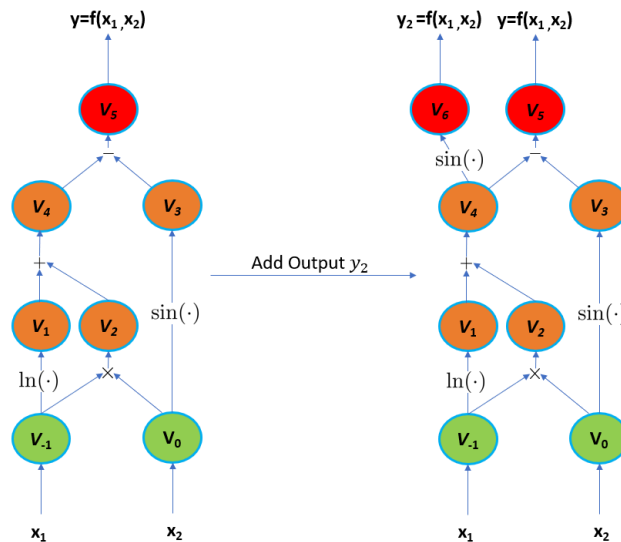 y=f(x₁,x₂)
V₅
−
V₄
V₃
+
V₁
V₂
sin(·)
ln(·)
×
V₋₁
V₀
x₁
x₂
Add Output y₂
y₂=f(x₁,x₂)
y=f(x₁,x₂)
V₆
V₅
sin(·)
−
V₄
V₃
+
V₁
V₂
sin(·)
ln(·)
×
V₋₁
V₀
x₁
x₂